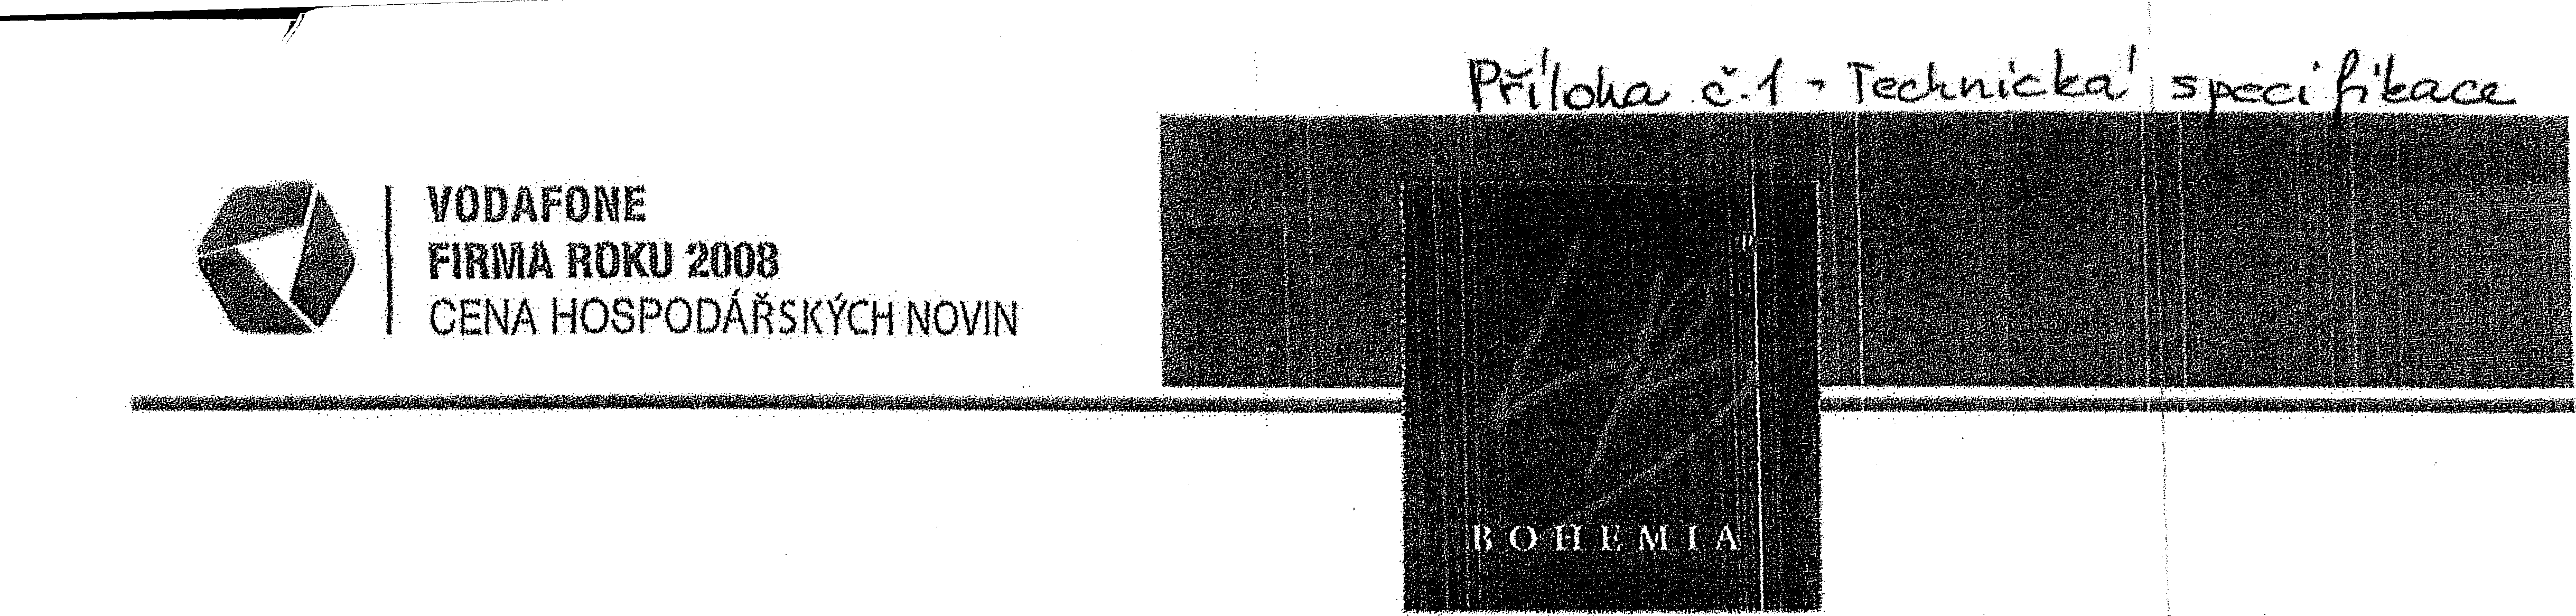 Příloha č.1 - Technická specifikace
VODAFONE
FIRMA ROKU 2008
CENA HOSPODÁŘSKÝCH NOVIN
BOHEMIA